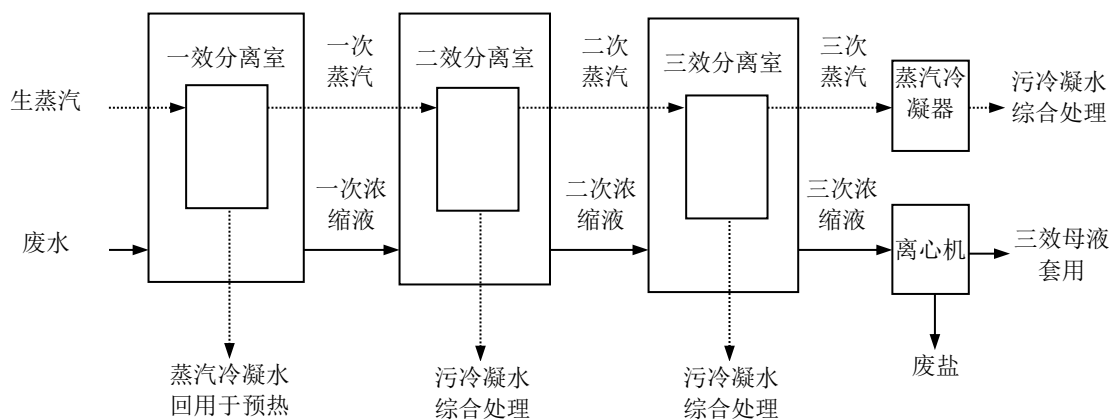 一效分离室
一次
蒸汽
二效分离室
二次
蒸汽
三效分离室
三次
蒸汽
蒸汽冷
凝器
污冷凝水
综合处理
生蒸汽
废水
一次浓
缩液
二次浓
缩液
三次浓
缩液
离心机
三效母液
套用
蒸汽冷凝水
回用于预热
污冷凝水
综合处理
污冷凝水
综合处理
废盐